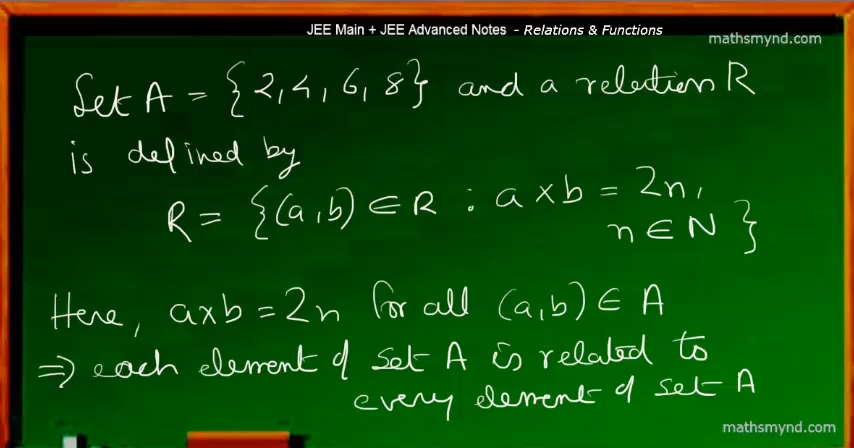 JEE Main + JEE Advanced Notes - Relations & Functions
mathsmynd.com
Set A = {2, 4, 6, 8} and a relation R
is defined by
R = {(a, b) ∈ R : a × b = 2n,
n ∈ N }
Here, a×b = 2n for all (a, b) ∈ A
⇒ each element of set A is related to
every element of set A
mathsmynd.com